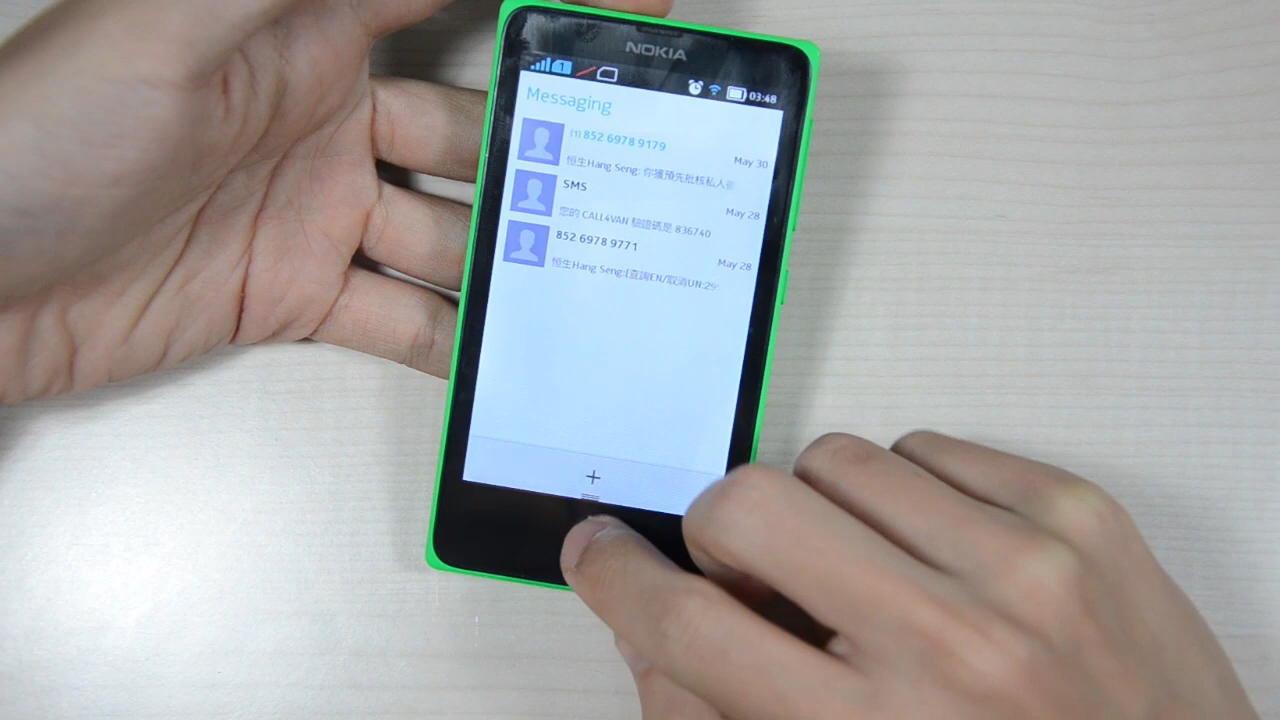 NOKIA
1
03:48
Messaging
(1) 852 6978 9179
May 30
恒生Hang Seng: 你獲預先批核私人
SMS
May 28
您的 CALL4VAN 驗證碼是 836740
852 6978 9771
May 28
恒生Hang Seng:[查詢EN/取消UN:29